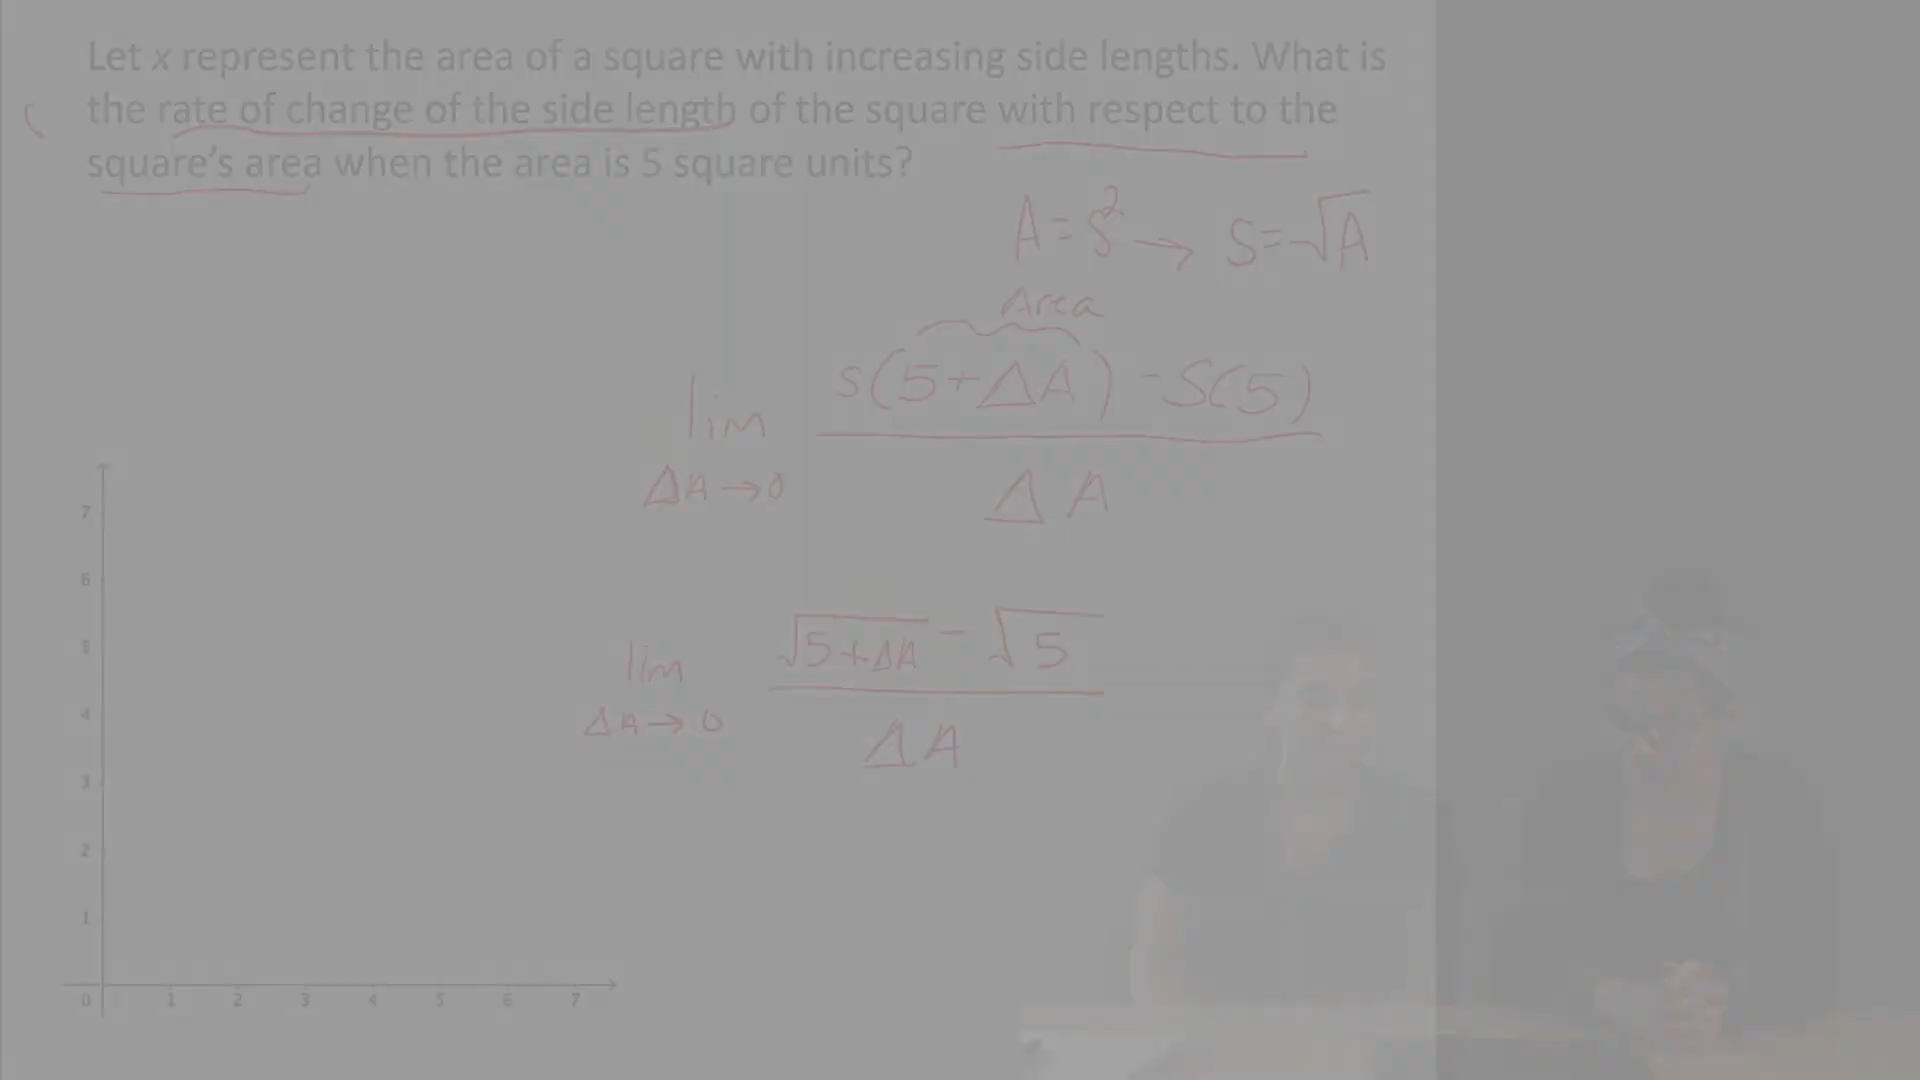 Let x represent the area of a square with increasing side lengths. What is
the rate of change of the side length of the square with respect to the
square's area when the area is 5 square units?
A = s² → S = √A
Area
lim s(5+ΔA) - S(5)
ΔA→0 ΔA
lim √5+ΔA - √5
ΔA→0 ΔA
7
6
5
4
3
2
1
0 1 2 3 4 5 6 7